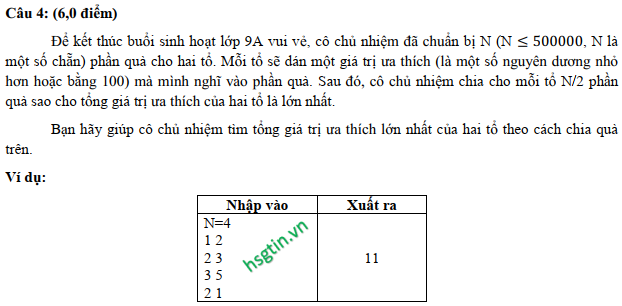 Câu 4: (6,0 điểm)
Để kết thúc buổi sinh hoạt lớp 9A vui vẻ, cô chủ nhiệm đã chuẩn bị N (N ≤ 500000, N là
một số chẵn) phần quà cho hai tổ. Mỗi tổ sẽ dán một giá trị ưa thích (là một số nguyên dương nhỏ
hơn hoặc bằng 100) mà mình nghĩ vào phần quà. Sau đó, cô chủ nhiệm chia cho mỗi tổ N/2 phần
quà sao cho tổng giá trị ưa thích của hai tổ là lớn nhất.
Bạn hãy giúp cô chủ nhiệm tìm tổng giá trị ưa thích lớn nhất của hai tổ theo cách chia quà
trên.
Ví dụ:
Nhập vào Xuất ra
N=4
1 2
2 3
3 5
2 1
11
hsgtin.vn